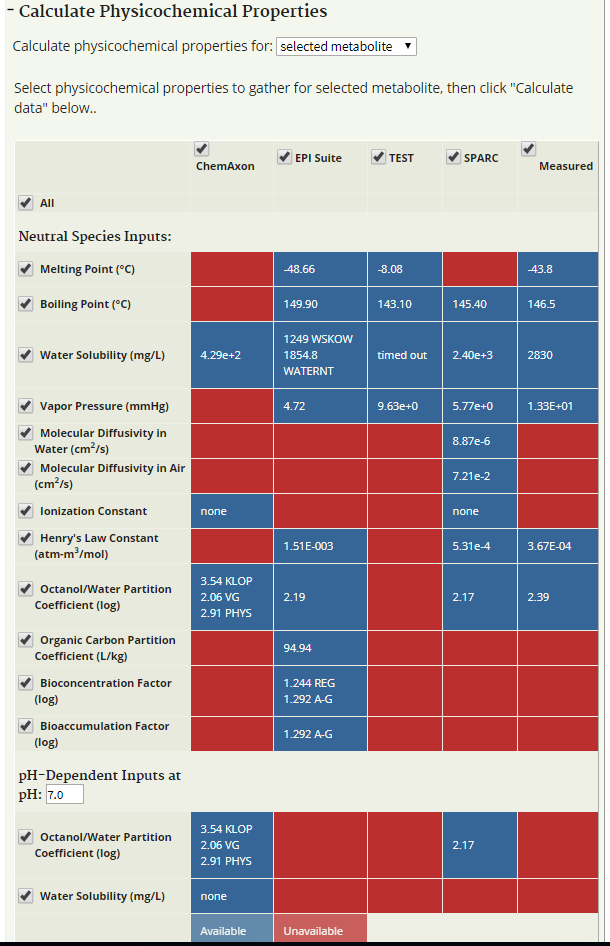 - Calculate Physicochemical Properties
Calculate physicochemical properties for: selected metabolite ▼
Select physicochemical properties to gather for selected metabolite, then click "Calculate
data" below..
ChemAxon EPI Suite TEST SPARC Measured
All
Neutral Species Inputs:
Melting Point (°C) -48.66 -8.08 -43.8
Boiling Point (°C) 149.90 143.10 145.40 146.5
Water Solubility (mg/L) 4.29e+2 1249 WSKOW timed out 2.40e+3 2830
1854.8
WATERNT
Vapor Pressure (mmHg) 4.72 9.63e+0 5.77e+0 1.33E+01
Molecular Diffusivity in
Water (cm²/s) 8.87e-6
Molecular Diffusivity in Air
(cm²/s) 7.21e-2
Ionization Constant none none
Henry's Law Constant
(atm-m³/mol) 1.51E-003 5.31e-4 3.67E-04
Octanol/Water Partition
Coefficient (log) 3.54 KLOP 2.19 2.17 2.39
2.06 VG
2.91 PHYS
Organic Carbon Partition
Coefficient (L/kg) 94.94
Bioconcentration Factor
(log) 1.244 REG
1.292 A-G
Bioaccumulation Factor
(log) 1.292 A-G
pH-Dependent Inputs at
pH: 7.0
Octanol/Water Partition
Coefficient (log) 3.54 KLOP 2.17
2.06 VG
2.91 PHYS
Water Solubility (mg/L) none
Available Unavailable